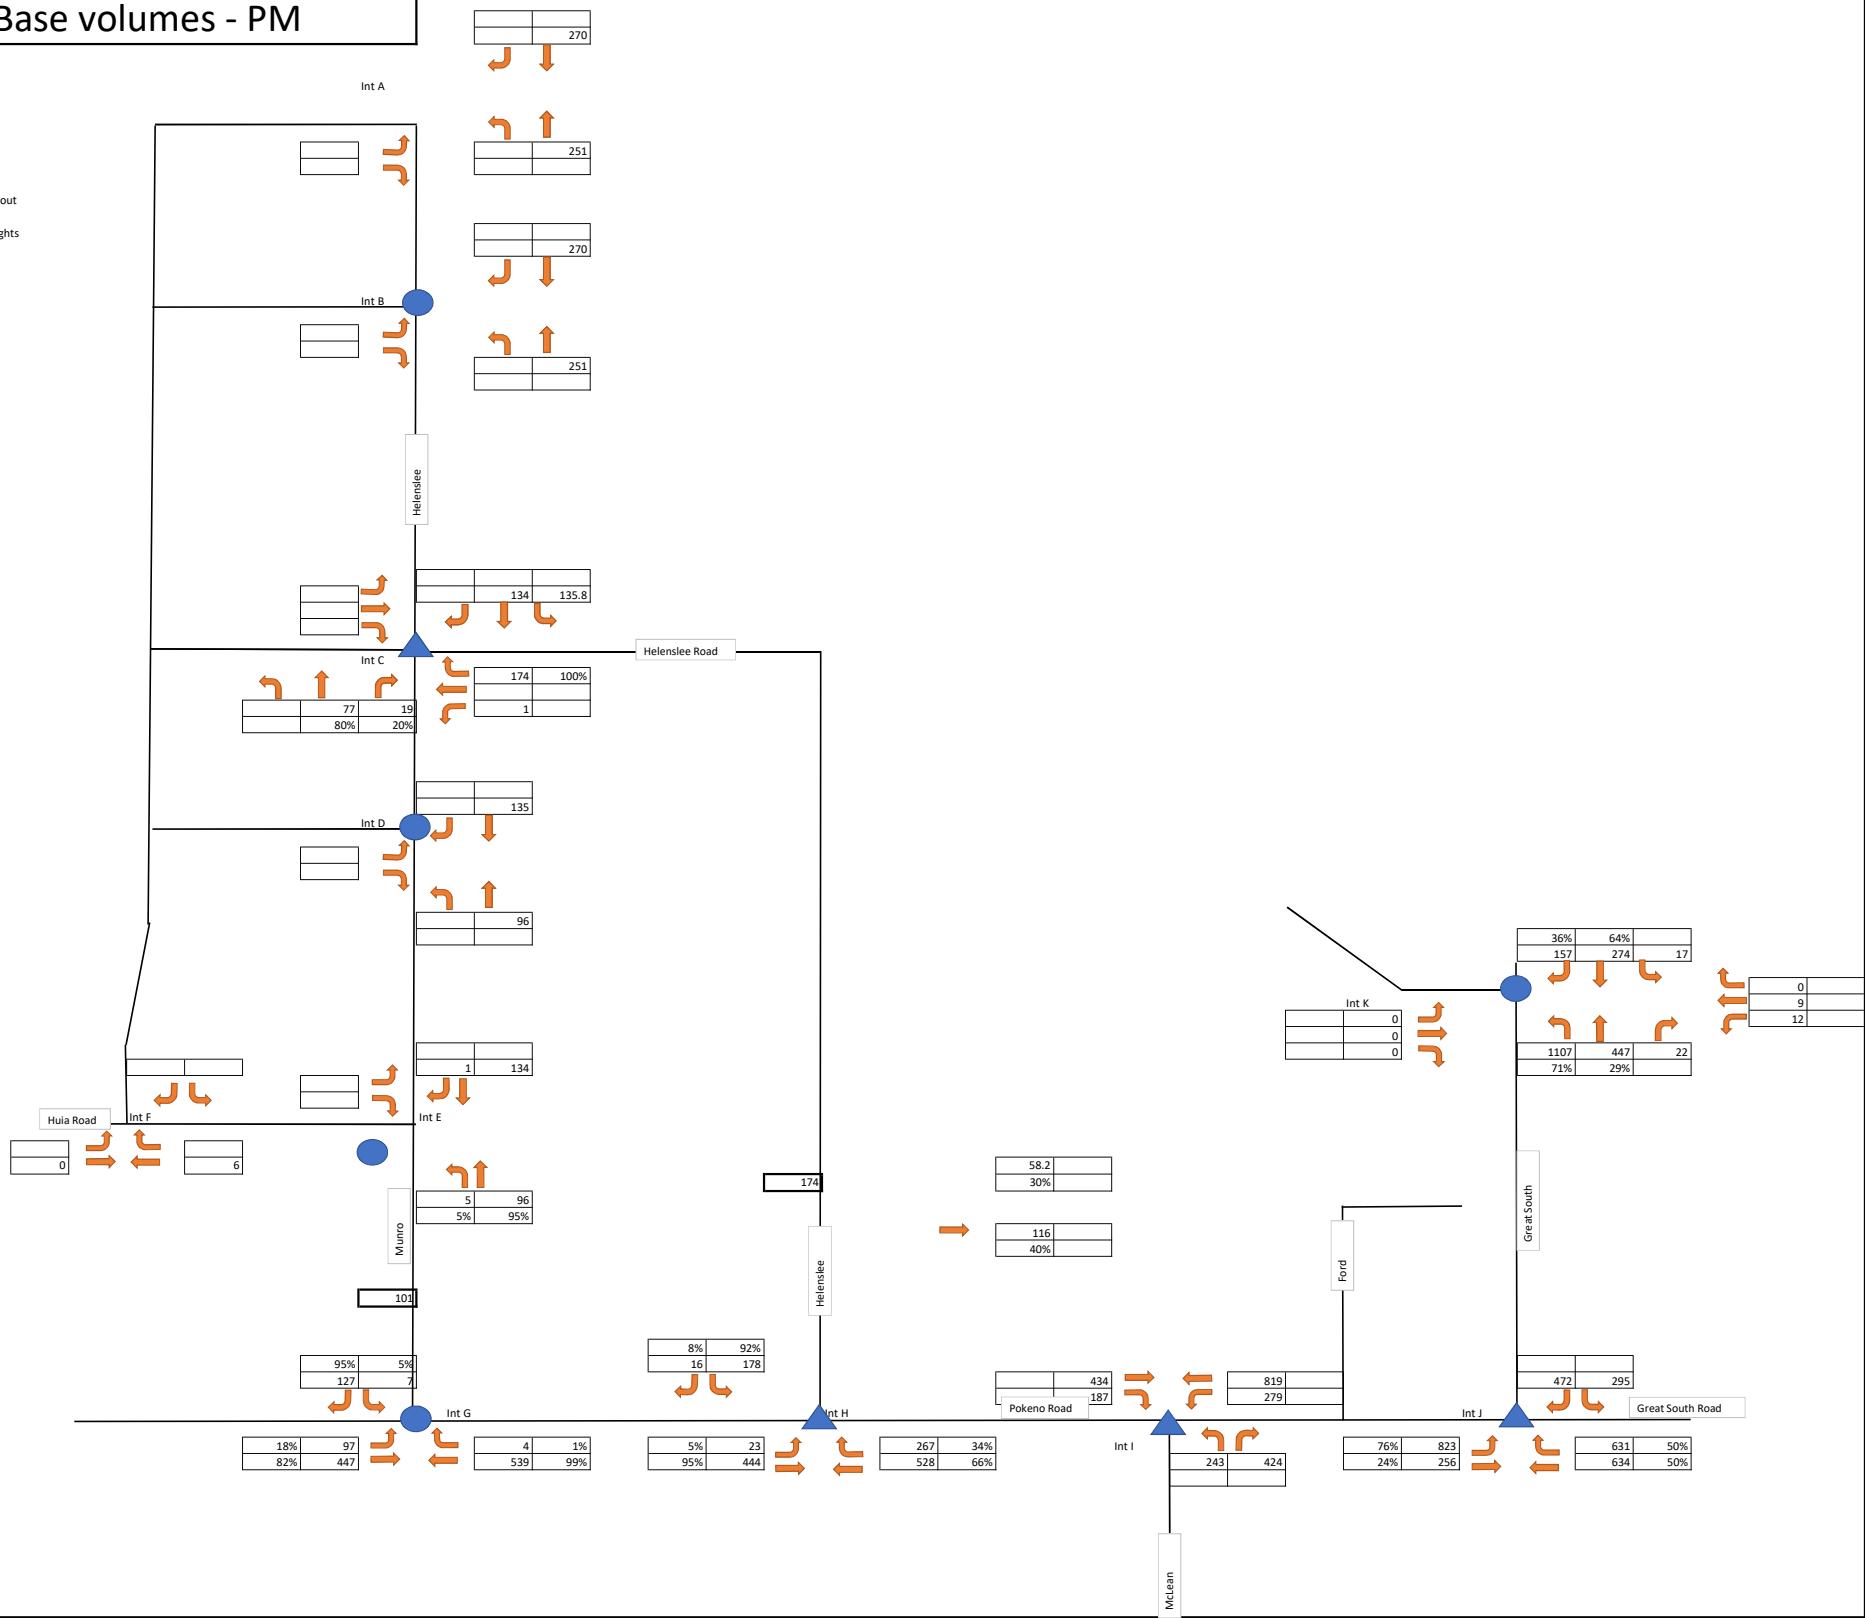 Base volumes - PM
270
Int A
251
out
ghts
270
Int B
251
Helenslee
134 135.8
Helenslee Road
Int C
174 100%
1
77 19
80% 20%
135
Int D
96
36% 64%
157 274 17
Int K
0
0
0
0
9
12
1107 447 22
71% 29%
1 134
Huia Road
Int F
Int E
0
6
5 96
5% 95%
Munro
174
58.2
30%
116
40%
Helenslee
Ford
Great South
101
95% 5%
127 7
8% 92%
16 178
434
187
819
279
472 295
Int G
Int H
Pokeno Road
Int I
Int J
Great South Road
18% 97
82% 447
4 1%
539 99%
5% 23
95% 444
267 34%
528 66%
243 424
76% 823
24% 256
631 50%
634 50%
McLean